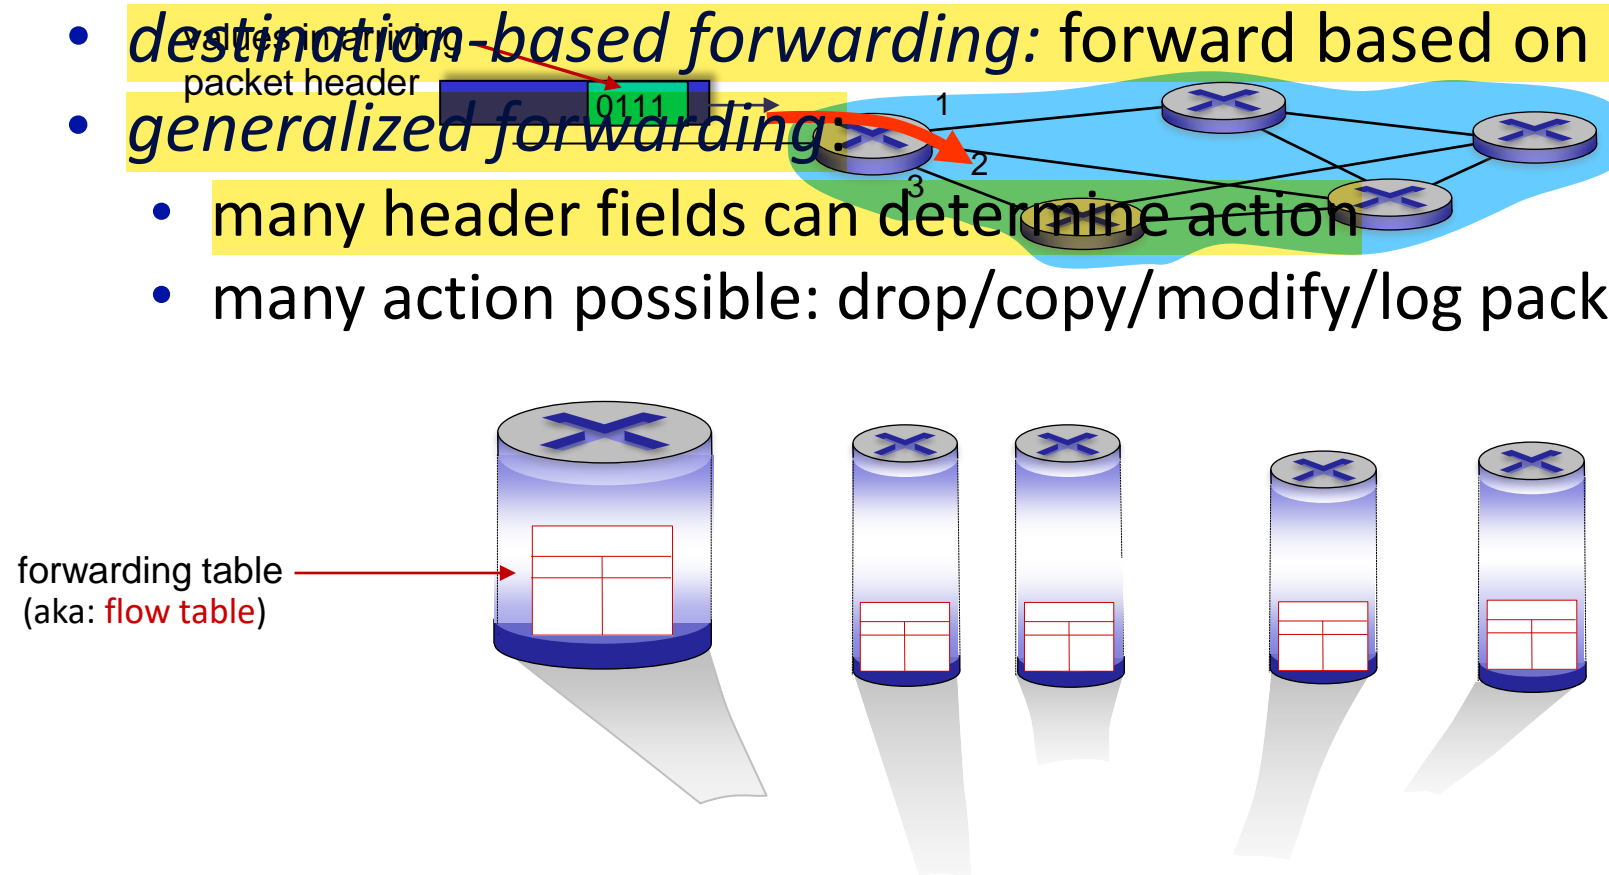 • destination-based forwarding: forward based on
values in arriving
packet header
0111
• generalized forwarding:
1
2
3
• many header fields can determine action
• many action possible: drop/copy/modify/log pack
forwarding table
(aka: flow table)